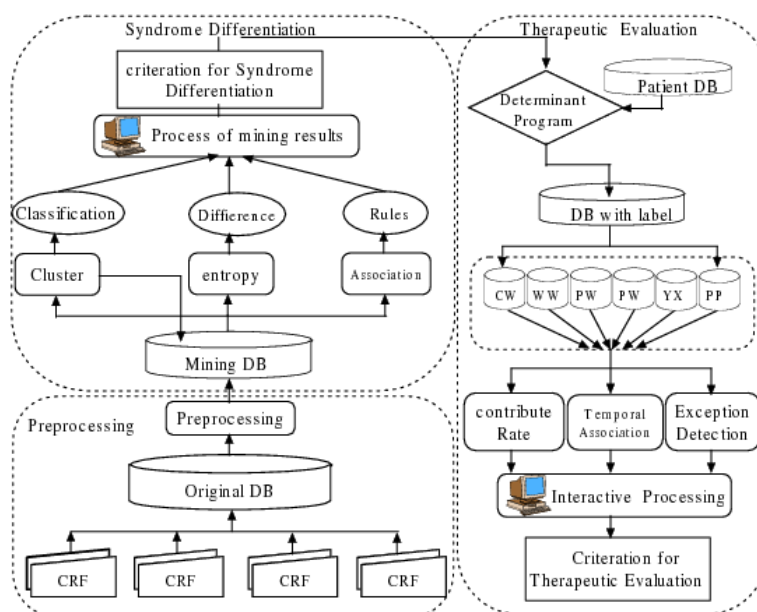 Syndrome Differentiation
criteration for Syndrome
Differentiation
Process of mining results
Classification
Diffierence
Rules
Cluster
entropy
Association
Mining DB
Preprocessing
Preprocessing
Original DB
CRF
CRF
CRF
CRF
Therapeutic Evaluation
Patient DB
Determinant
Program
DB with label
CW
WW
PW
PW
YX
PP
contribute
Rate
Temporal
Association
Exception
Detection
Interactive Processing
Criteration for
Therapeutic Evaluation